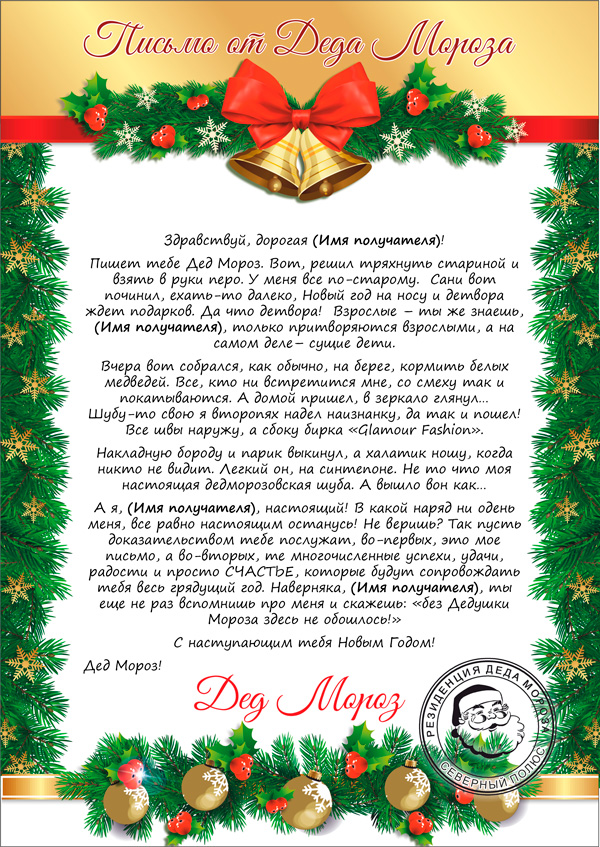 Письмо от Деда Мороза
Здравствуй, дорогая (Имя получателя)!
Пишет тебе Дед Мороз. Вот, решил тряхнуть стариной и
взять в руки перо. У меня все по-старому. Сани вот
починил, ехать-то далеко, Новый год на носу и детвора
ждет подарков. Да что детвора! Взрослые – ты же знаешь,
(Имя получателя), только притворяются взрослыми, а на
самом деле– сущие дети.
Вчера вот собрался, как обычно, на берег, кормить белых
медведей. Все, кто ни встретится мне, со смеху так и
покатываются. А домой пришел, в зеркало глянул...
Шубу-то свою я второпях надел наизнанку, да так и пошел!
Все швы наружу, а сбоку бирка «Glamour Fashion».
Накладную бороду и парик выкинул, а халатик ношу, когда
никто не видит. Легкий он, на синтепоне. Не то что моя
настоящая дедморозовская шуба. А вышло вон как...
А я, (Имя получателя), настоящий! В какой наряд ни одень
меня, все равно настоящим останусь! Не веришь? Так пусть
доказательством тебе послужат, во-первых, это мое
письмо, а во-вторых, те многочисленные успехи, удачи,
радости и просто СЧАСТЬЕ, которые будут сопровождать
тебя весь грядущий год. Наверняка, (Имя получателя), ты
еще не раз вспомнишь про меня и скажешь: «без Дедушки
Мороза здесь не обошлось!»
С наступающим тебя Новым Годом!
Дед Мороз!
Дед Мороз
РЕЗИДЕНЦИЯ ДЕДА МОРОЗА
СЕВЕРНЫЙ ПОЛЮС